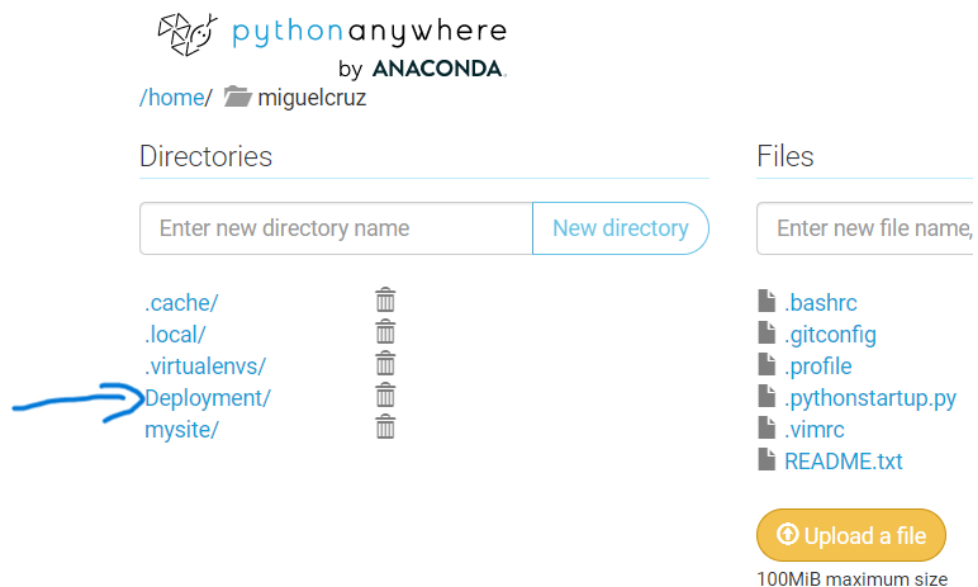 pythonanywhere
by ANACONDA.
/home/ miguelcruz
Directories
Enter new directory name
New directory
.cache/
.local/
.virtualenvs/
Deployment/
mysite/
Files
Enter new file name,
.bashrc
.gitconfig
.profile
.pythonstartup.py
.vimrc
README.txt
Upload a file
100MiB maximum size